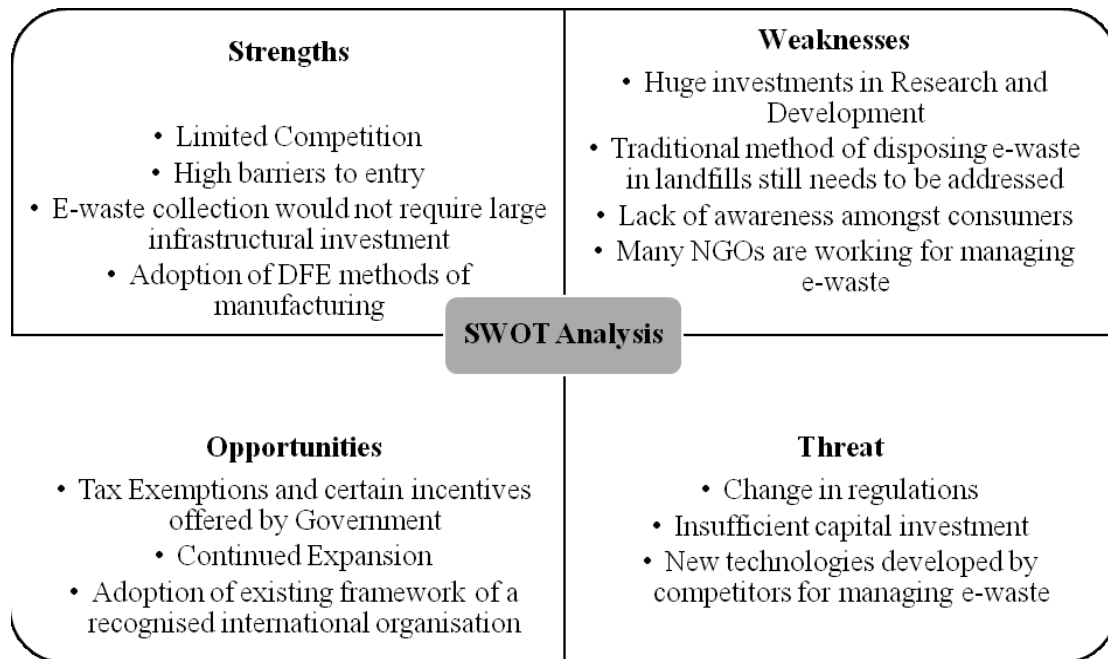 Strengths
• Limited Competition
• High barriers to entry
• E-waste collection would not require large
infrastructural investment
• Adoption of DFE methods of
manufacturing
Weaknesses
• Huge investments in Research and
Development
• Traditional method of disposing e-waste
in landfills still needs to be addressed
• Lack of awareness amongst consumers
• Many NGOs are working for managing
e-waste
SWOT Analysis
Opportunities
• Tax Exemptions and certain incentives
offered by Government
• Continued Expansion
• Adoption of existing framework of a
recognised international organisation
Threat
• Change in regulations
• Insufficient capital investment
• New technologies developed by
competitors for managing e-waste